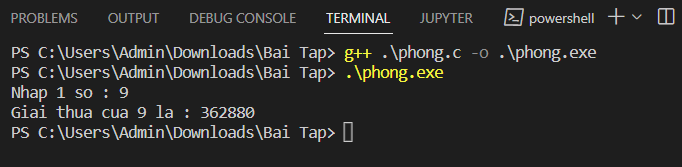 PROBLEMS OUTPUT DEBUG CONSOLE TERMINAL JUPYTER powershell
PS C:\Users\Admin\Downloads\Bai Tap> g++ .\phong.c -o .\phong.exe
PS C:\Users\Admin\Downloads\Bai Tap> .\phong.exe
Nhap 1 so : 9
Giai thua cua 9 la : 362880
PS C:\Users\Admin\Downloads\Bai Tap>